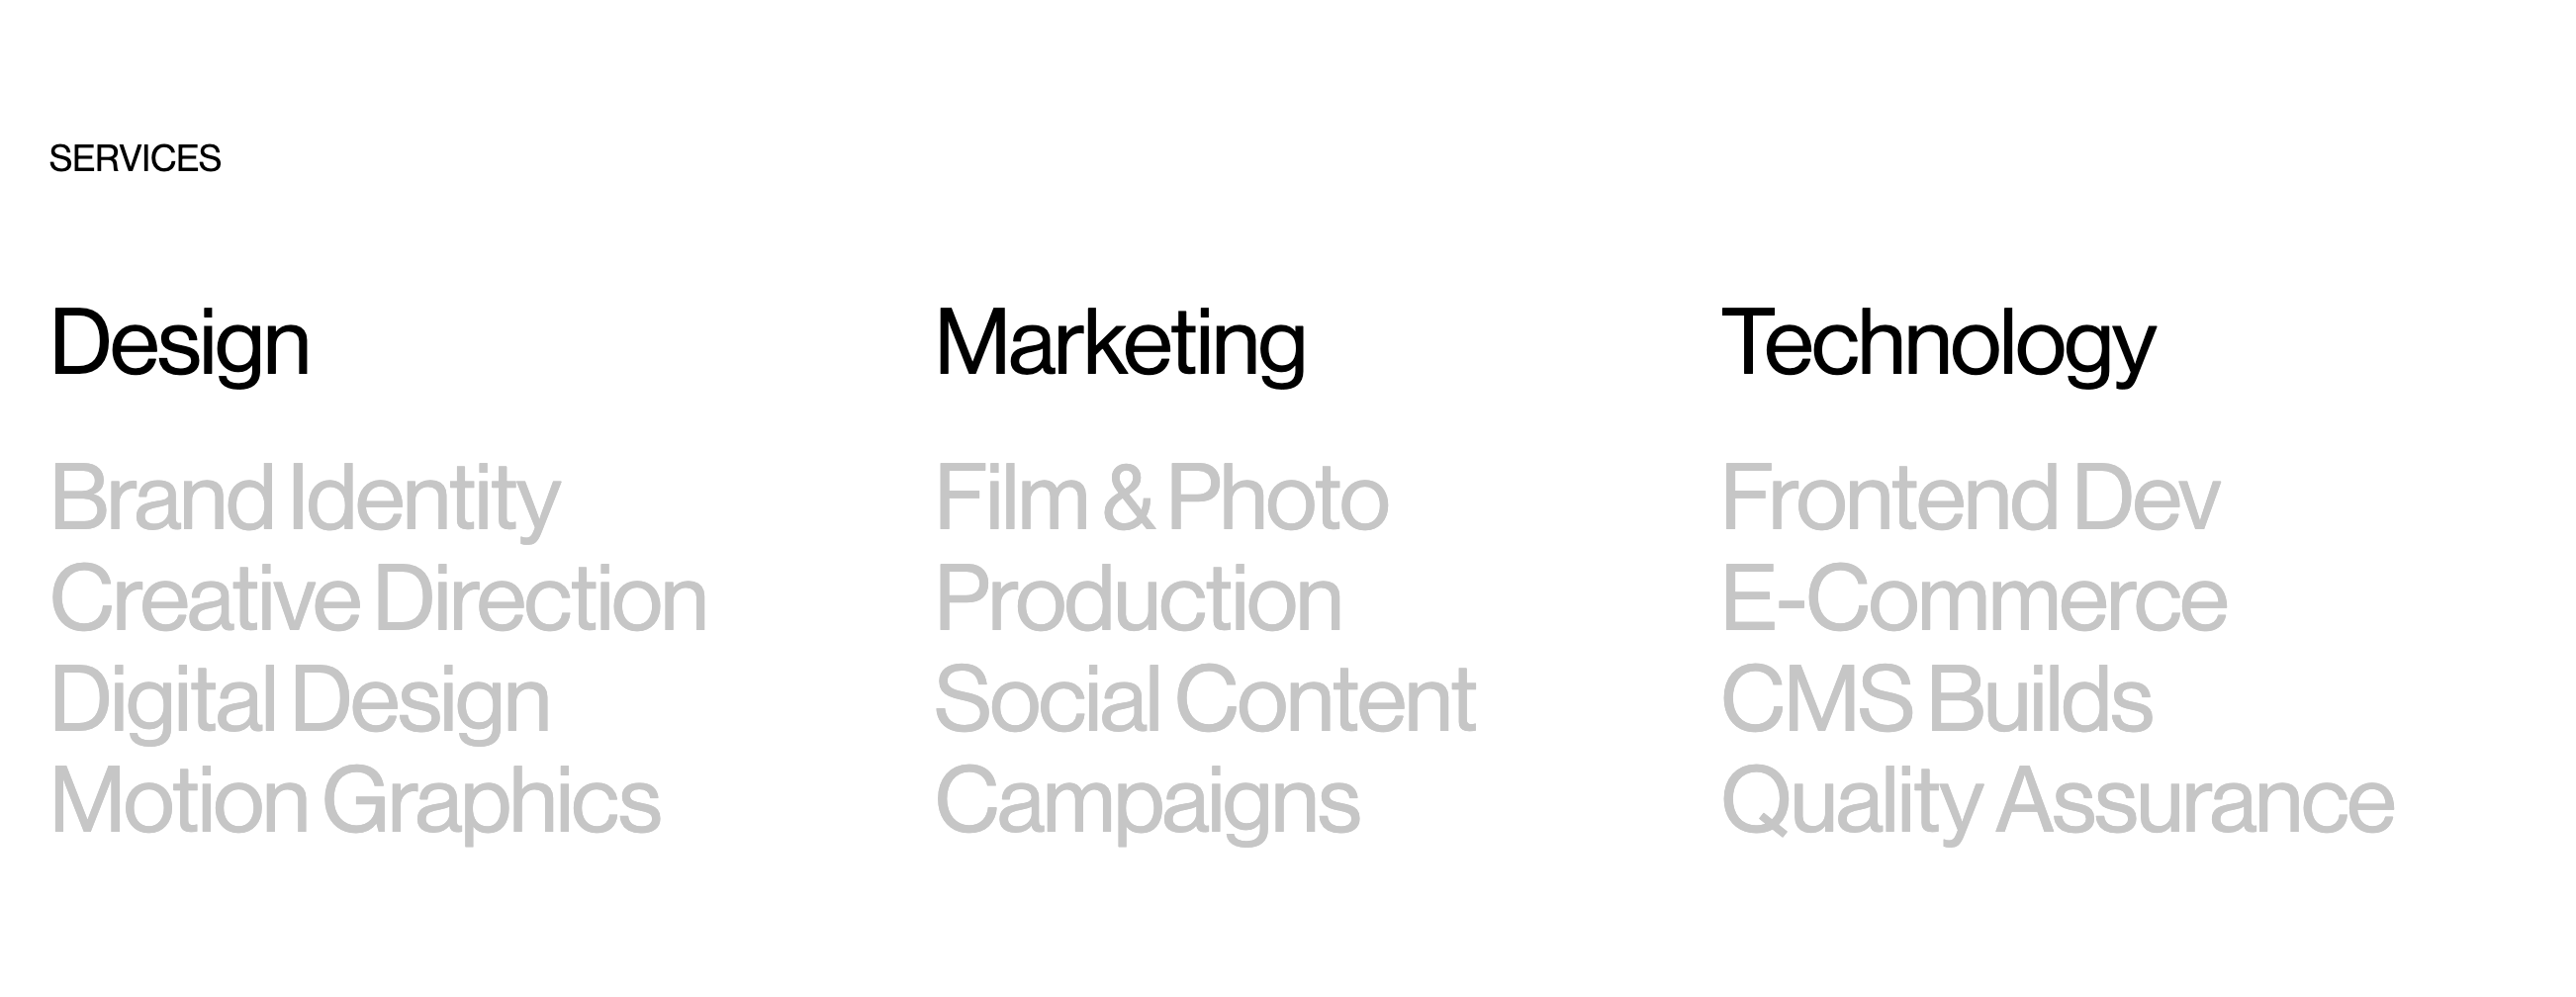 SERVICES
Design
Brand Identity
Creative Direction
Digital Design
Motion Graphics
Marketing
Film & Photo
Production
Social Content
Campaigns
Technology
Frontend Dev
E-Commerce
CMS Builds
Quality Assurance